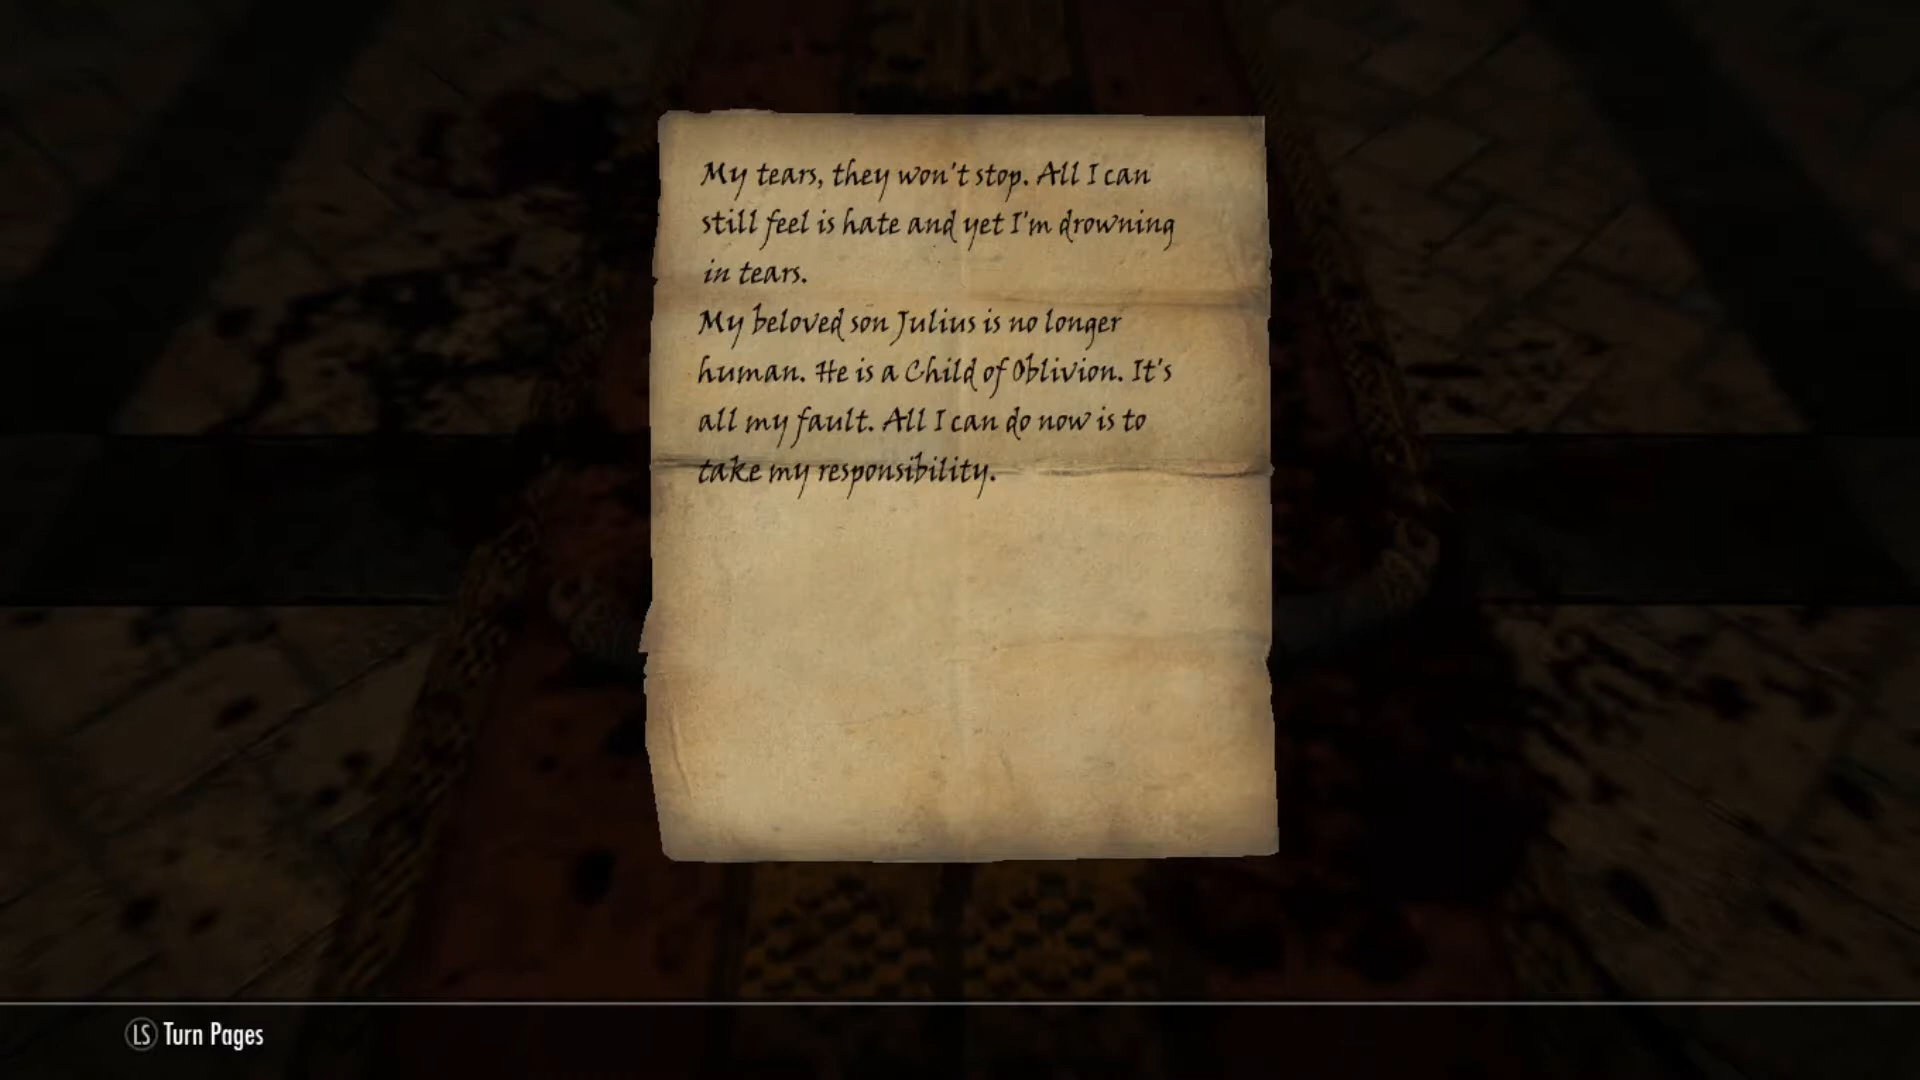 My tears, they won't stop. All I can
still feel is hate and yet I'm drowning
in tears.
My beloved son Julius is no longer
human. He is a Child of Oblivion. It's
all my fault. All I can do now is to
take my responsibility.
LS Turn Pages